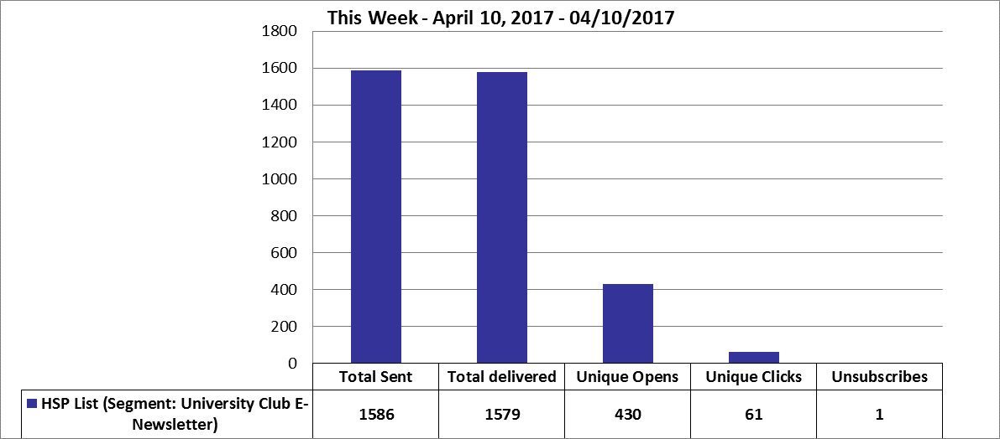 This Week - April 10, 2017 - 04/10/2017
1800
1600
1400
1200
1000
800
600
400
200
0
Total Sent Total delivered Unique Opens Unique Clicks Unsubscribes
HSP List (Segment: University Club E-
Newsletter)
1586 1579 430 61 1